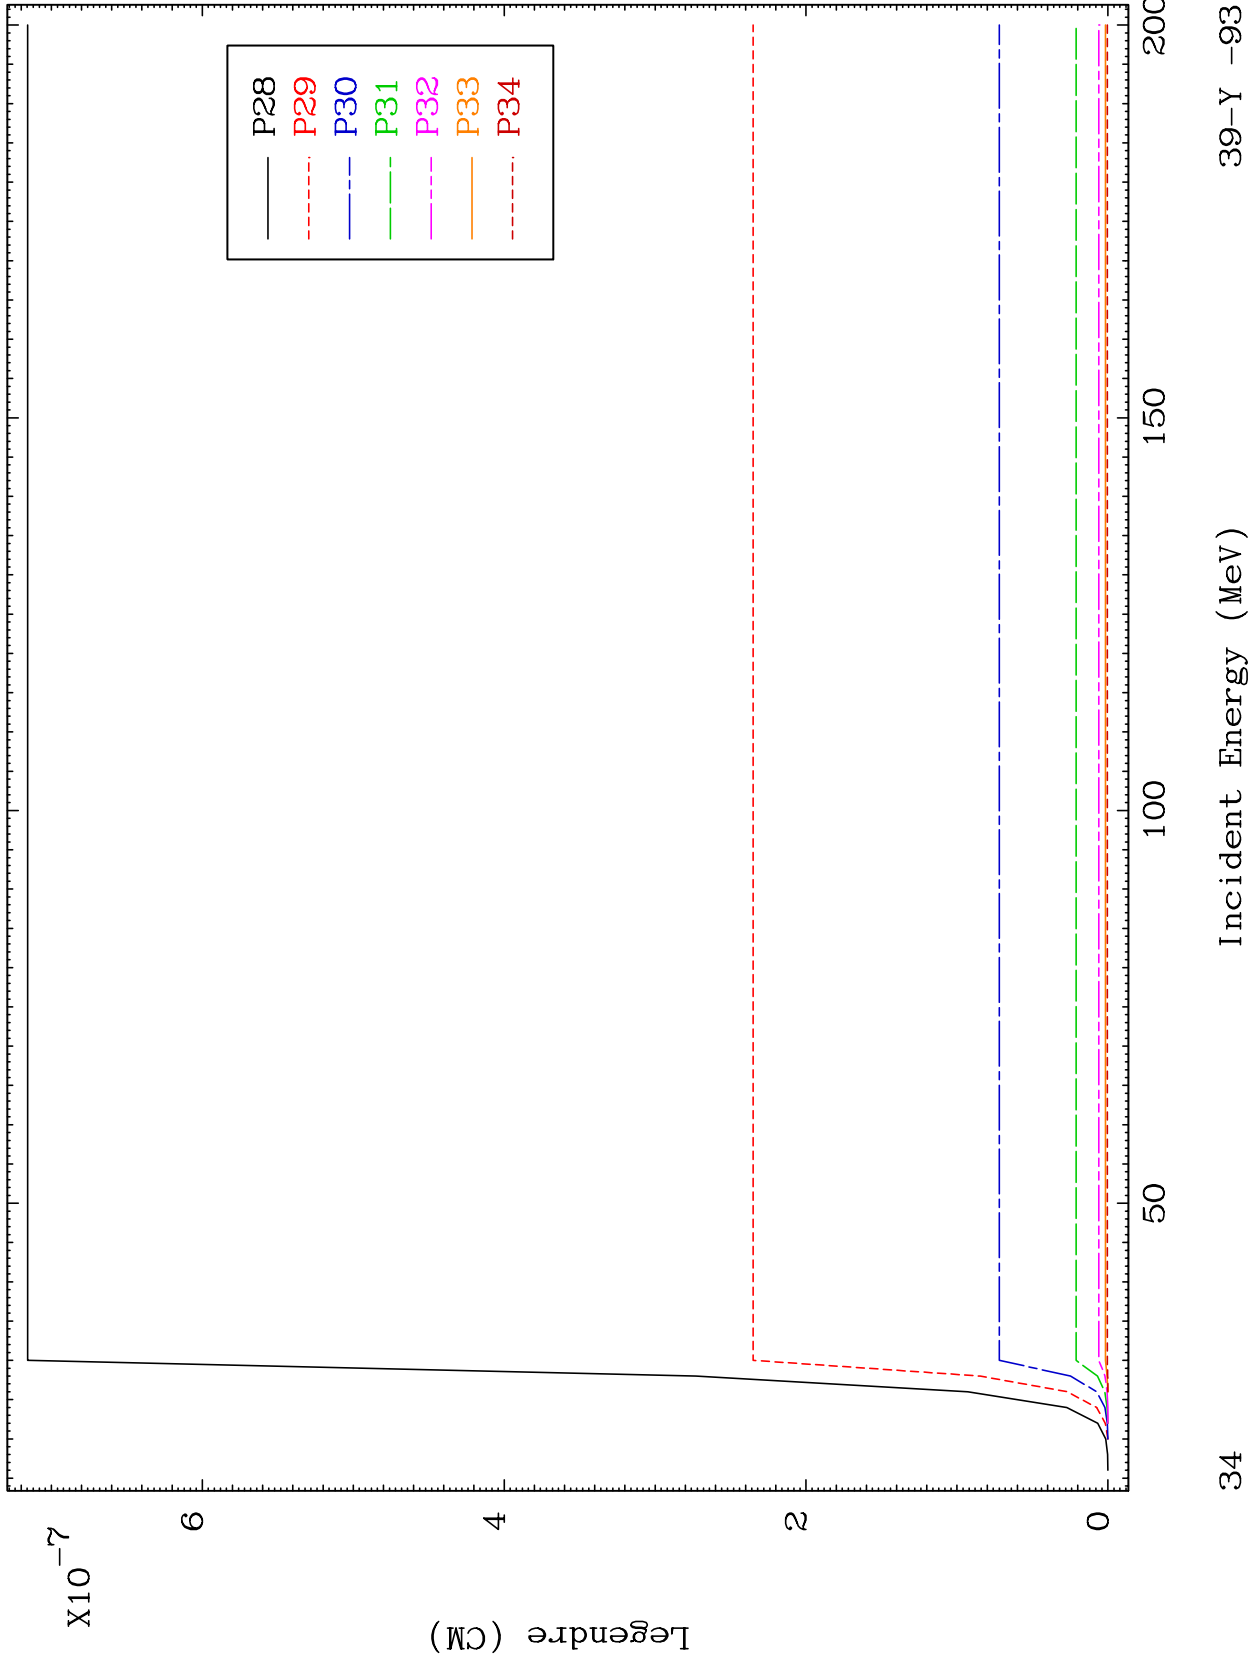 X10-7
6
4
2
0
Legendre (CM)
P28
P29
P30
P31
P32
P33
P34
50
100
150
200
34
Incident Energy (MeV)
39-Y -93